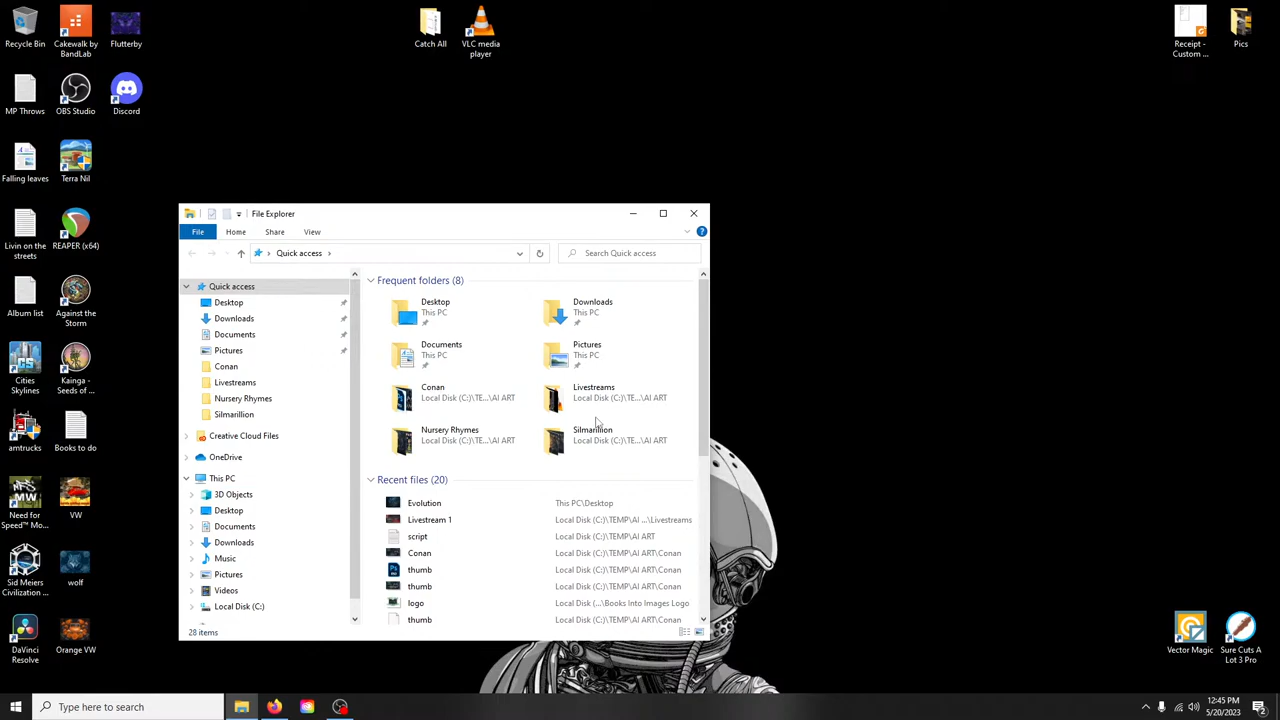 Recycle Bin
Cakewalk by
BandLab
Flutterby
Catch All
VLC media
player
Receipt -
Custom ...
Pics
MP Throws
OBS Studio
Discord
Falling leaves
Terra Nil
Livin on the
streets
REAPER (x64)
Album list
Against the
Storm
Cities
Skylines
Kainga -
Seeds of ...
amtrucks
Books to do
Need for
Speed™ Mo...
VW
Sid Meiers
Civilization ...
wolf
DaVinci
Resolve
Orange VW
Vector Magic
Sure Cuts A
Lot 3 Pro
File Explorer
File
Home
Share
View
Quick access
Search Quick access
Quick access
Desktop
Downloads
Documents
Pictures
Conan
Livestreams
Nursery Rhymes
Silmarillion
Creative Cloud Files
OneDrive
This PC
3D Objects
Desktop
Documents
Downloads
Music
Pictures
Videos
Local Disk (C:)
Frequent folders (8)
Desktop
This PC
Downloads
This PC
Documents
This PC
Pictures
This PC
Conan
Local Disk (C:)\TE...\AI ART
Livestreams
Local Disk (C:)\TE...\AI ART
Nursery Rhymes
Local Disk (C:)\TE...\AI ART
Silmarillion
Local Disk (C:)\TE...\AI ART
Recent files (20)
Evolution This PC\Desktop
Livestream 1 Local Disk (C:)\TEMP\AI ...\Livestreams
script Local Disk (C:)\TEMP\AI ART
Conan Local Disk (C:)\TEMP\AI ART\Conan
thumb Local Disk (C:)\TEMP\AI ART\Conan
thumb Local Disk (C:)\TEMP\AI ART\Conan
logo Local Disk (...\Books Into Images Logo
thumb Local Disk (C:)\TEMP\AI ART\Conan
28 items
Type here to search
12:45 PM
5/20/2023
2